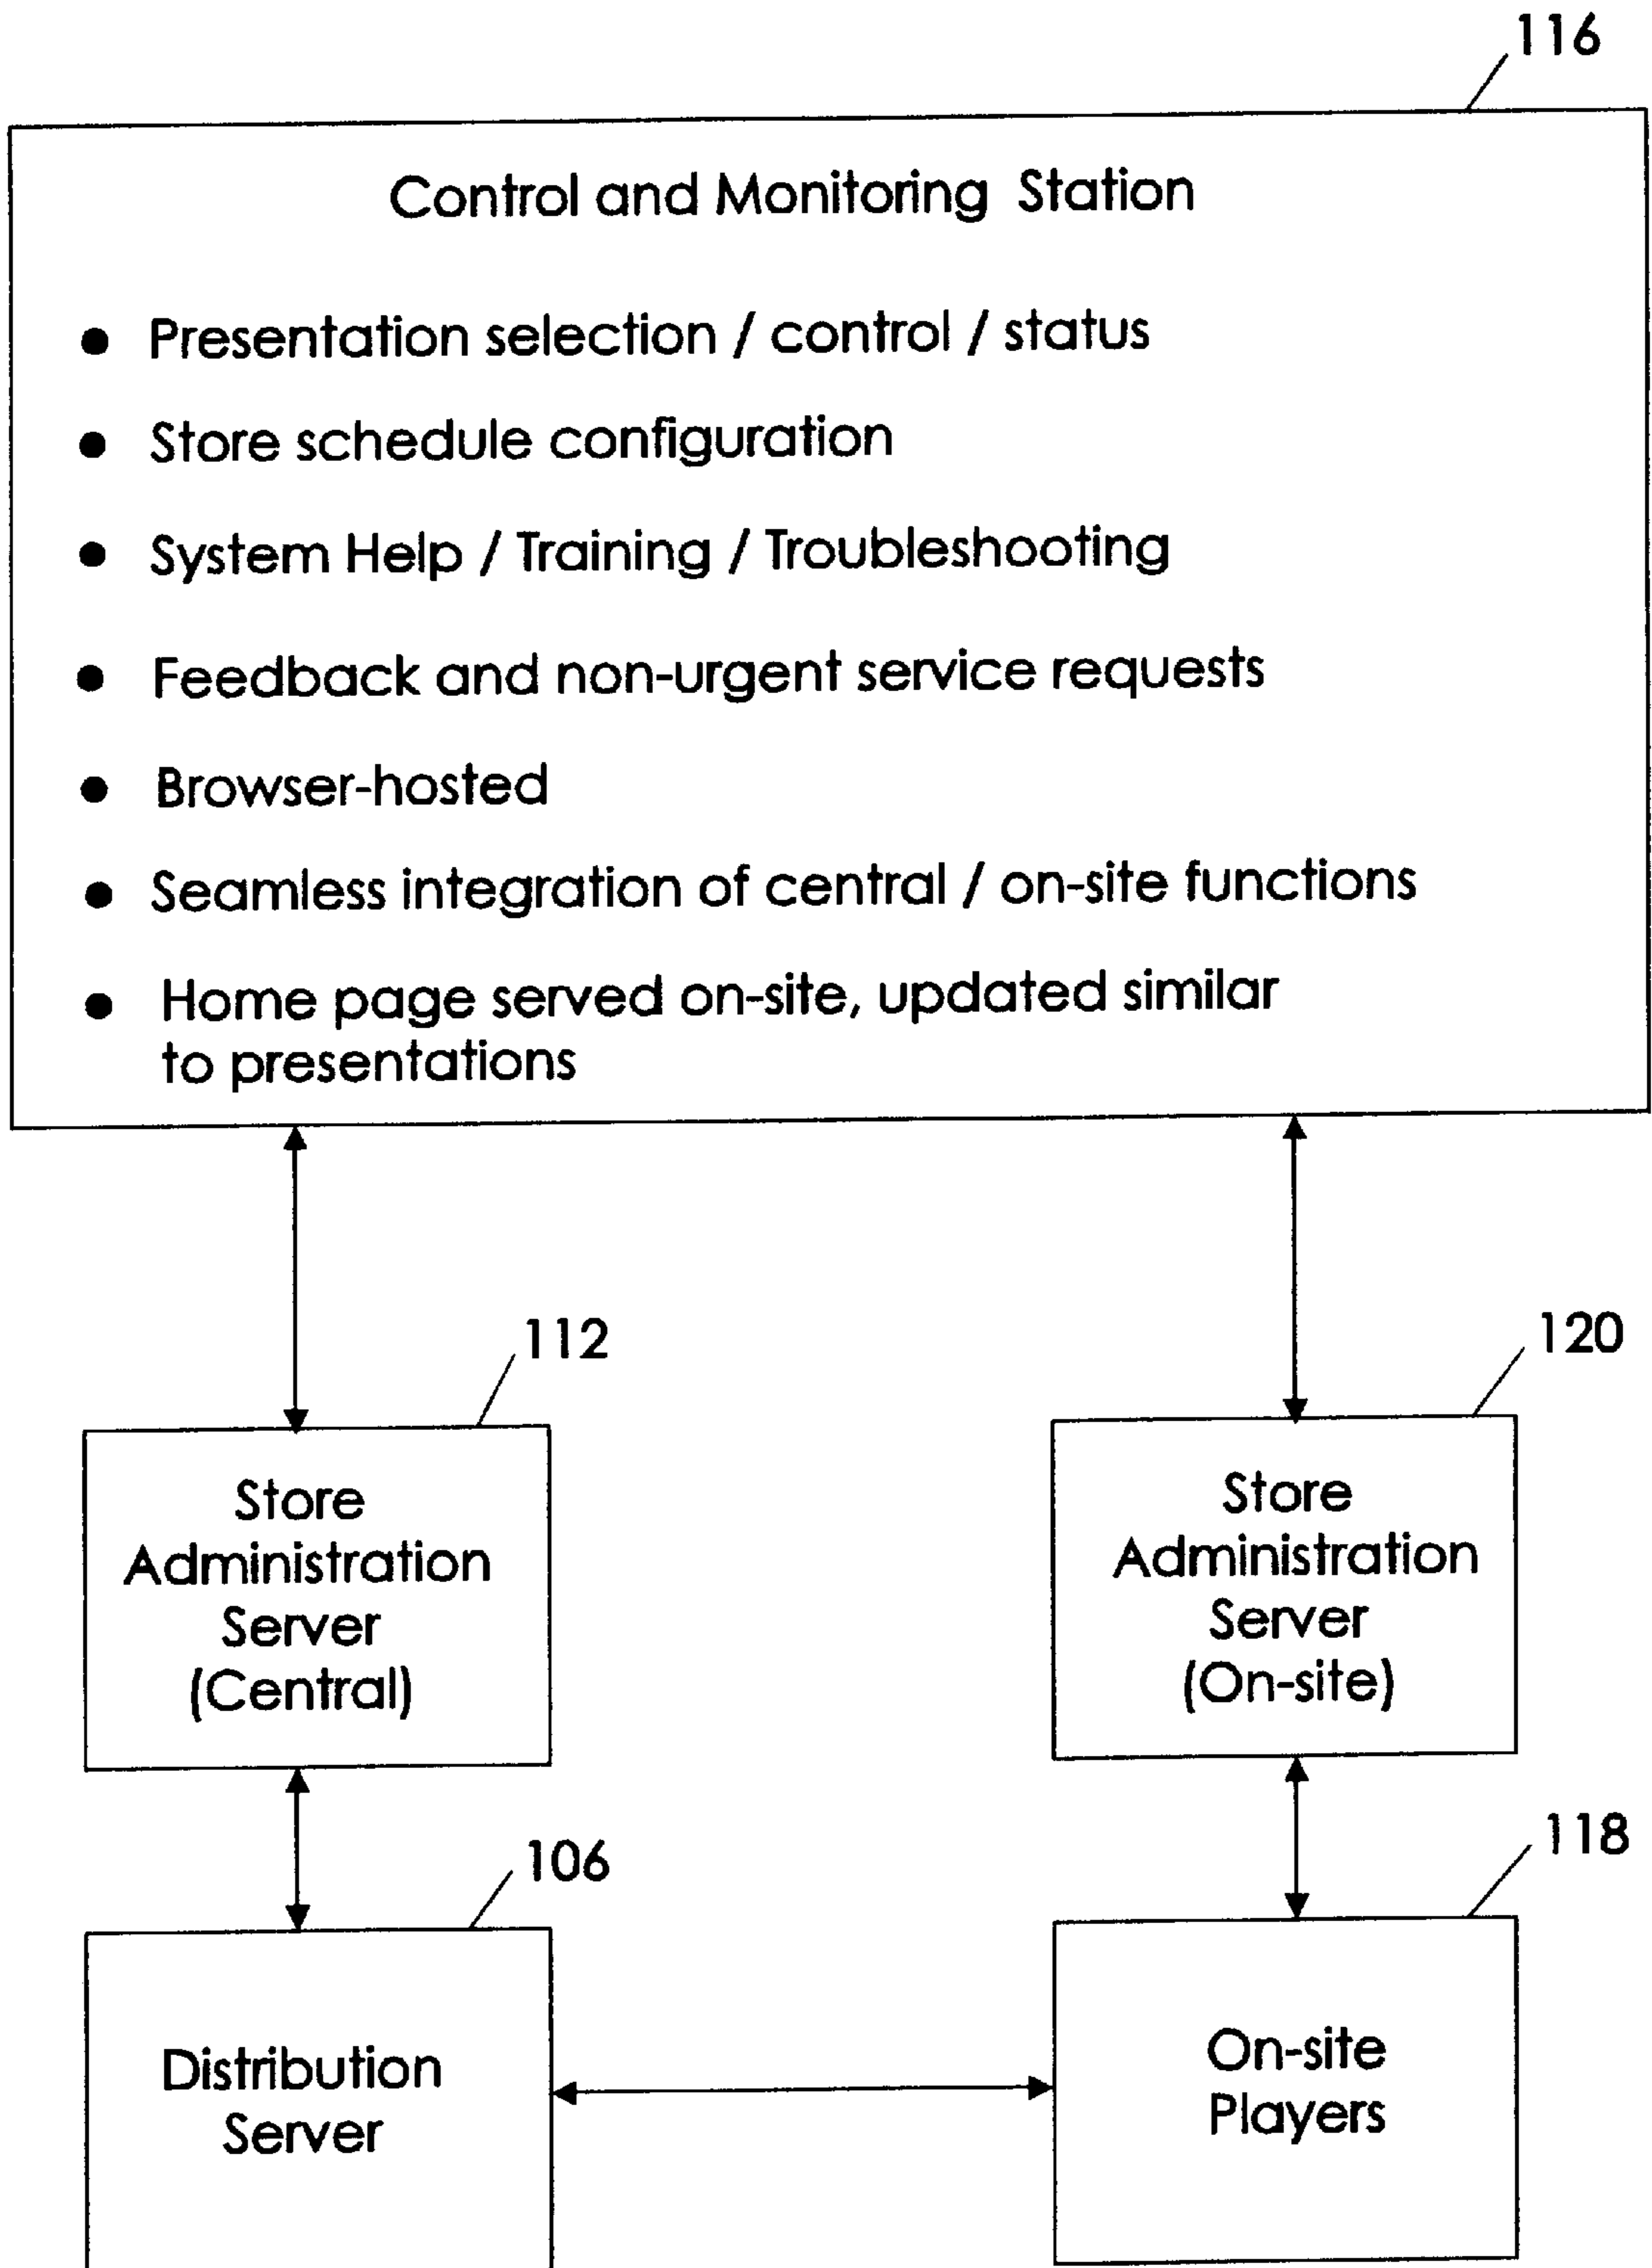 116
Control and Monitoring Station
● Presentation selection / control / status
● Store schedule configuration
● System Help / Training / Troubleshooting
● Feedback and non-urgent service requests
● Browser-hosted
● Seamless integration of central / on-site functions
● Home page served on-site, updated similar
to presentations
112
120
Store
Administration
Server
(Central)
Store
Administration
Server
(On-site)
106
118
Distribution
Server
On-site
Players